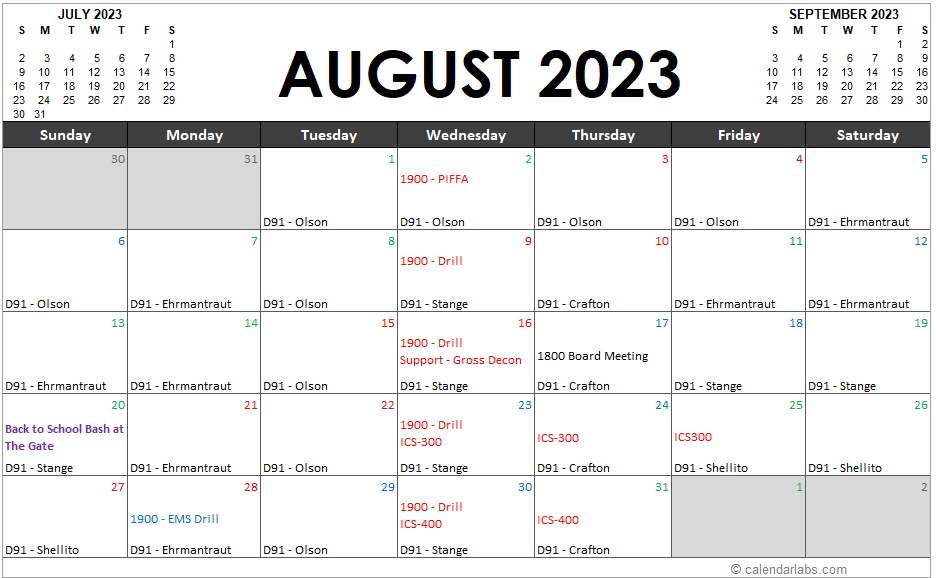 JULY 2023
S M T W T F S
1
2 3 4 5 6 7 8
9 10 11 12 13 14 15
16 17 18 19 20 21 22
23 24 25 26 27 28 29
30 31
AUGUST 2023
SEPTEMBER 2023
S M T W T F S
1 2
3 4 5 6 7 8 9
10 11 12 13 14 15 16
17 18 19 20 21 22 23
24 25 26 27 28 29 30
Sunday Monday Tuesday Wednesday Thursday Friday Saturday
30 31 1 2 3 4 5
1900 - PIFFA
D91 - Olson D91 - Olson D91 - Olson D91 - Olson D91 - Ehrmantraut
6 7 8 9 10 11 12
1900 - Drill
D91 - Olson D91 - Ehrmantraut D91 - Olson D91 - Stange D91 - Crafton D91 - Ehrmantraut D91 - Ehrmantraut
13 14 15 16 17 18 19
1900 - Drill
Support - Gross Decon 1800 Board Meeting
D91 - Ehrmantraut D91 - Ehrmantraut D91 - Olson D91 - Stange D91 - Crafton D91 - Stange D91 - Stange
20 21 22 23 24 25 26
Back to School Bash at 1900 - Drill
The Gate ICS-300 ICS-300 ICS300
D91 - Stange D91 - Ehrmantraut D91 - Olson D91 - Stange D91 - Crafton D91 - Shellito D91 - Shellito
27 28 29 30 31 1 2
1900 - EMS Drill 1900 - Drill
ICS-400 ICS-400
D91 - Shellito D91 - Ehrmantraut D91 - Olson D91 - Stange D91 - Crafton
© calendarlabs.com